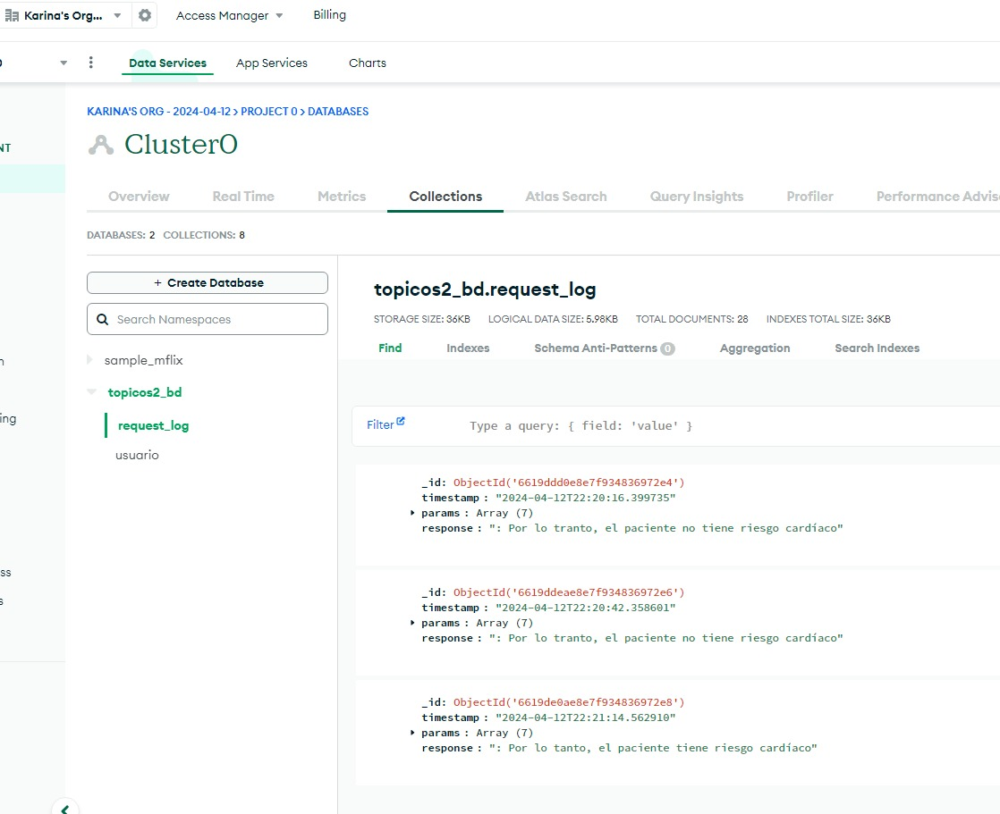 Karina's Org...
Access Manager
Billing
Data Services
App Services
Charts
KARINA'S ORG - 2024-04-12 > PROJECT 0 > DATABASES
NT
Cluster0
Overview
Real Time
Metrics
Collections
Atlas Search
Query Insights
Profiler
Performance Advis
DATABASES: 2 COLLECTIONS: 8
+ Create Database
Search Namespaces
sample_mflix
topicos2_bd
request_log
usuario
ing
ss
s
topicos2_bd.request_log
STORAGE SIZE: 36KB LOGICAL DATA SIZE: 5.98KB TOTAL DOCUMENTS: 28 INDEXES TOTAL SIZE: 36KB
Find
Indexes
Schema Anti-Patterns 0
Aggregation
Search Indexes
Filter
Type a query: { field: 'value' }
_id: ObjectId('6619ddd0e8e7f934836972e4')
timestamp : "2024-04-12T22:20:16.399735"
params : Array (7)
response : ": Por lo tranto, el paciente no tiene riesgo cardíaco"
_id: ObjectId('6619ddeae8e7f934836972e6')
timestamp : "2024-04-12T22:20:42.358601"
params : Array (7)
response : ": Por lo tranto, el paciente no tiene riesgo cardíaco"
_id: ObjectId('6619de0ae8e7f934836972e8')
timestamp : "2024-04-12T22:21:14.562910"
params : Array (7)
response : ": Por lo tanto, el paciente tiene riesgo cardíaco"